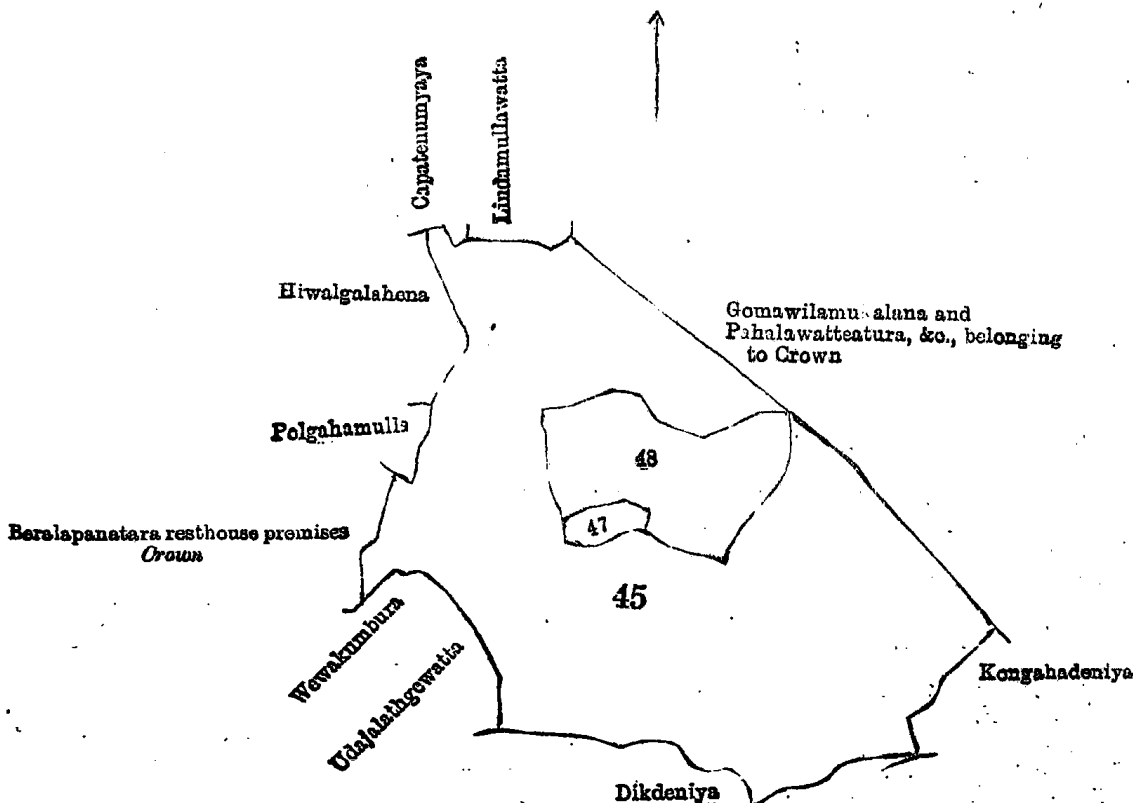 Capatenumyaya
Lindamullawatta
Hiwalgalahena
Gomawilamu alana and
Pahalawatteatura, &c., belonging
to Crown
Polgahamulla
48
47
Beralapanatara resthouse premises
Crown
45
Wewakumbura
Udajalathgewatta
Kongahadeniya
Dikdeniya